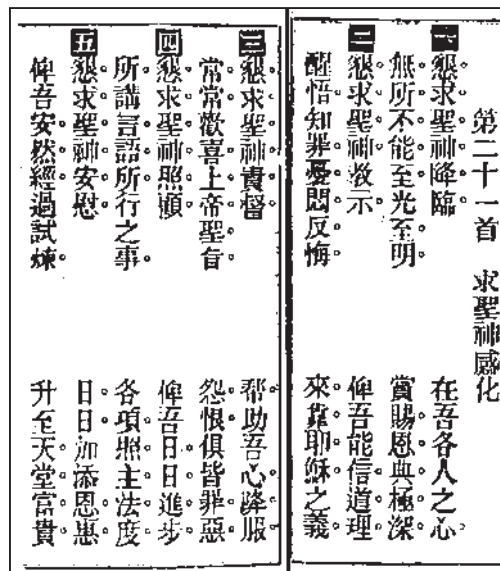 第二十一首 求聖神感化
一 懇求聖神降臨。 在吾各人之心
無所不能至光至明。 賞賜恩典極深
二 懇求聖神敎示 俾吾能信道理
醒悟知罪憂悶反悔。 來靠耶穌之義
三 懇求聖神責督 帮助吾心降服
常常歡喜上帝聖旨。 怨恨俱皆罪惡
四 懇求聖神照顧 俾吾日日進步
所講言語所行之事 各項照主法度
五 懇求聖神安慰 日日加添恩惠
俾吾安然經過試煉。 升至天堂富貴